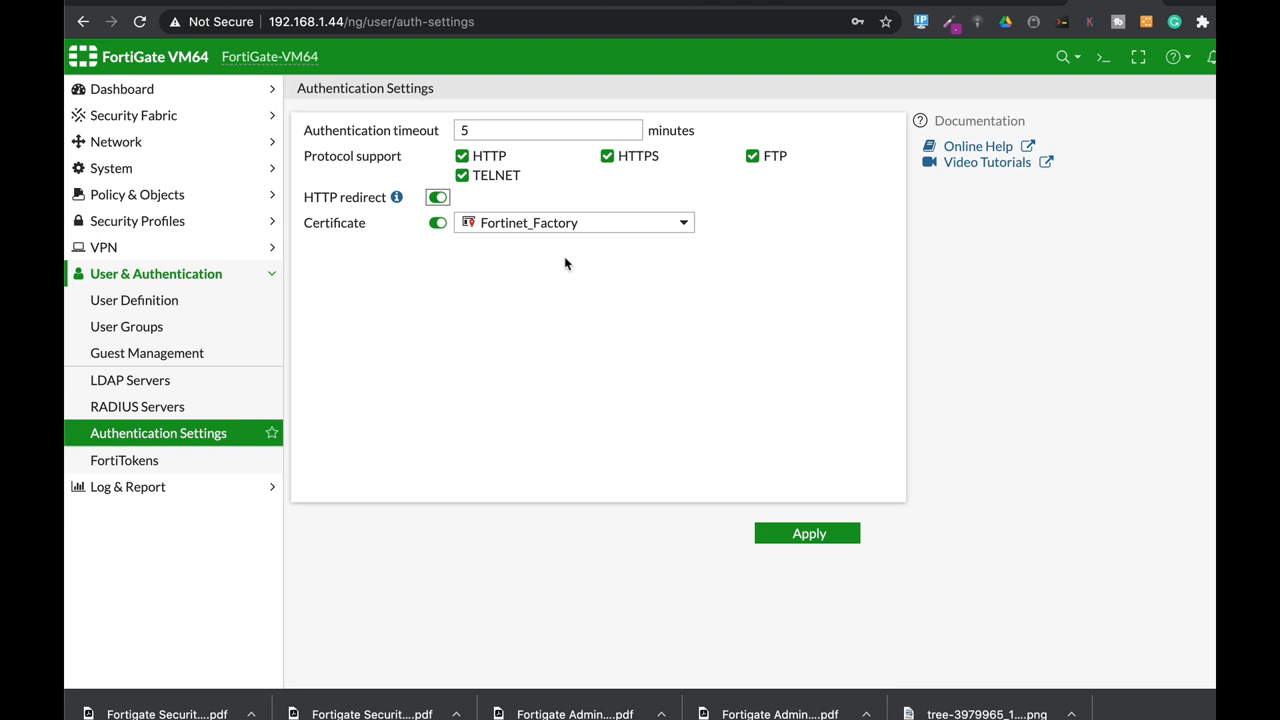 Not Secure 192.168.1.44/ng/user/auth-settings
IP
K
tb
FortiGate VM64 FortiGate-VM64
>_
Dashboard
Security Fabric
Network
System
Policy & Objects
Security Profiles
VPN
User & Authentication
User Definition
User Groups
Guest Management
LDAP Servers
RADIUS Servers
Authentication Settings
FortiTokens
Log & Report
Authentication Settings
Authentication timeout 5 minutes
Protocol support HTTP HTTPS FTP
TELNET
HTTP redirect
Certificate Fortinet_Factory
Apply
Documentation
Online Help
Video Tutorials
Fortigate Securit....pdf
Fortigate Securit....pdf
Fortigate Admin....pdf
Fortigate Admin....pdf
tree-3979965_1....png